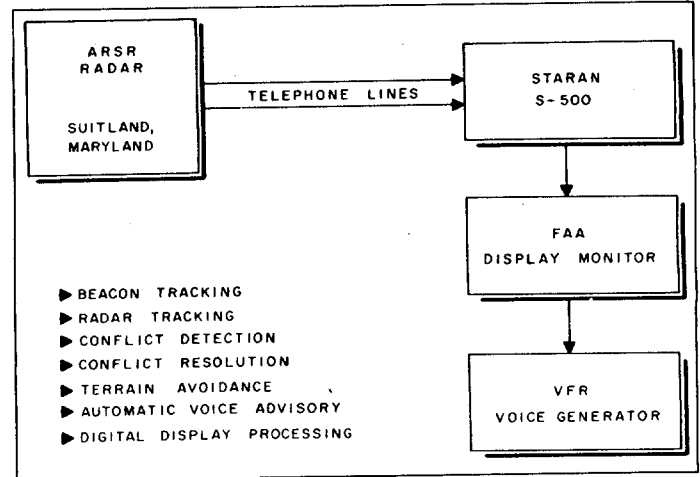 ARSR
RADAR
SUITLAND,
MARYLAND
TELEPHONE LINES
STARAN
S-500
FAA
DISPLAY MONITOR
VFR
VOICE GENERATOR
▶ BEACON TRACKING
▶ RADAR TRACKING
▶ CONFLICT DETECTION
▶ CONFLICT RESOLUTION
▶ TERRAIN AVOIDANCE
▶ AUTOMATIC VOICE ADVISORY
▶ DIGITAL DISPLAY PROCESSING